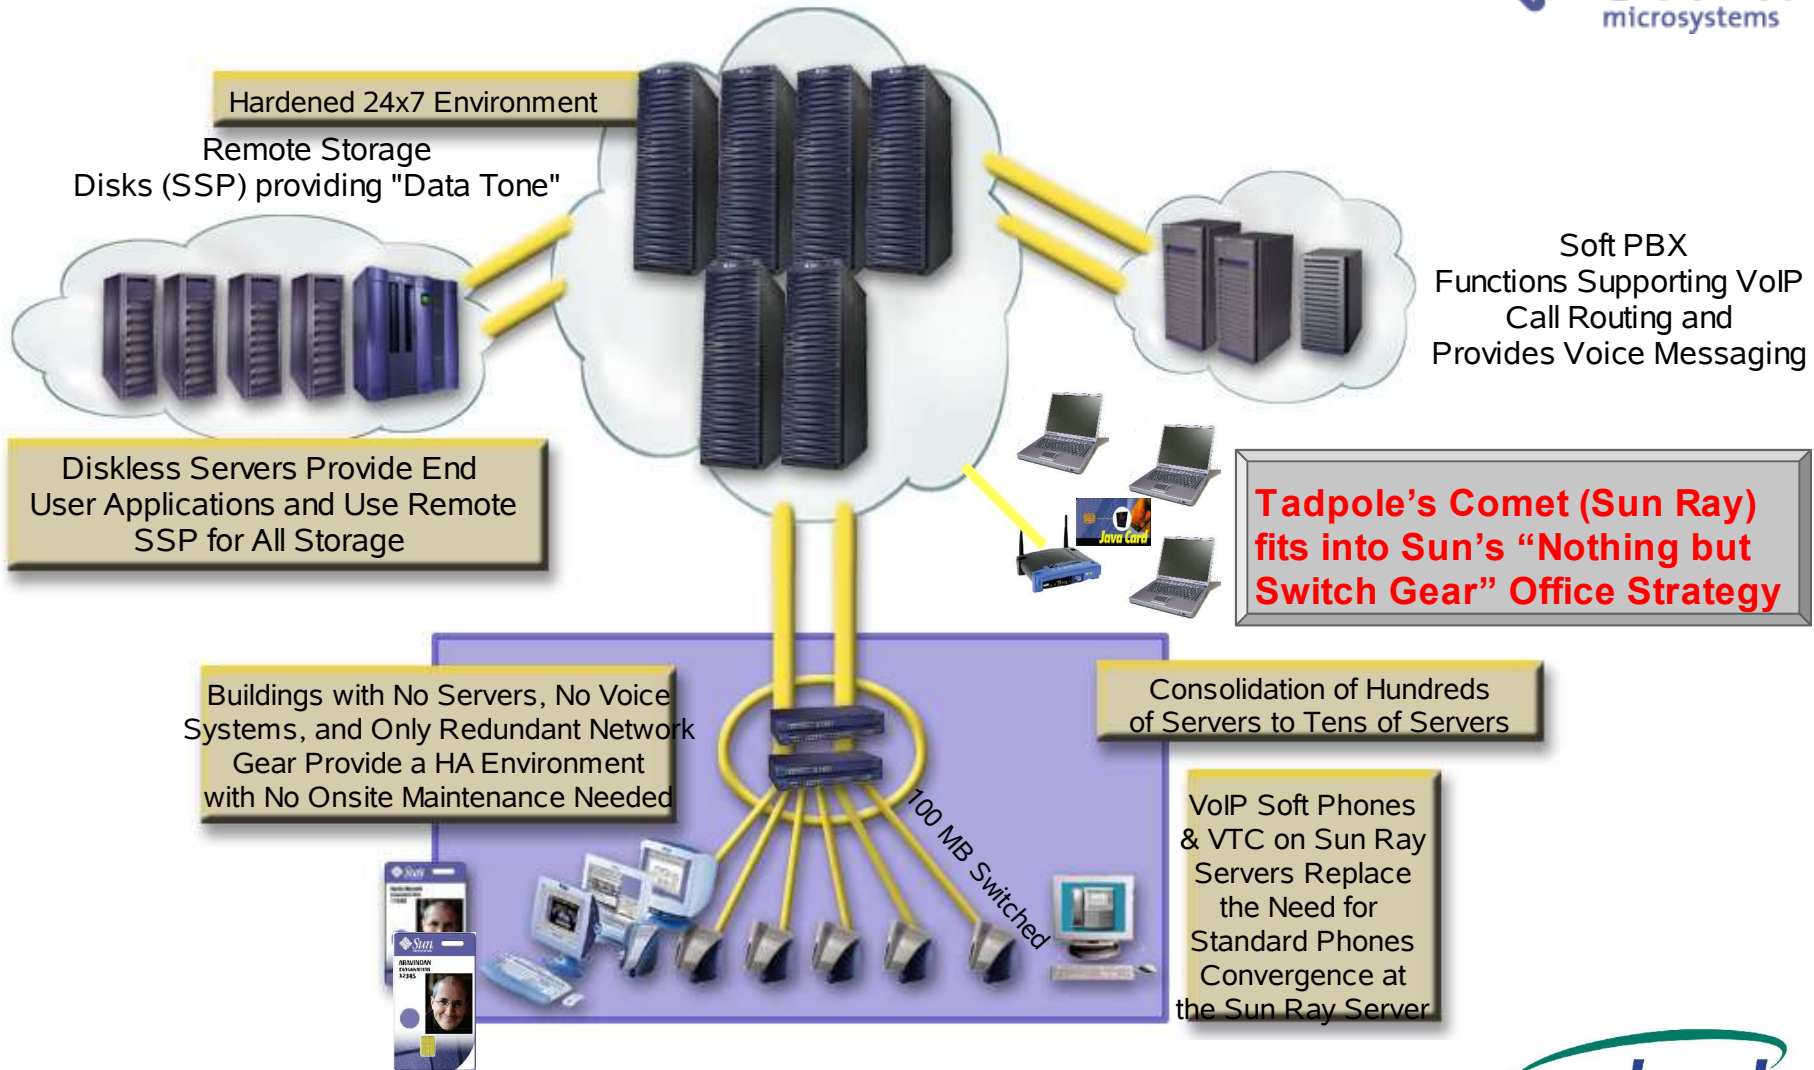 microsystems
Hardened 24x7 Environment
Remote Storage
Disks (SSP) providing "Data Tone"
Soft PBX
Functions Supporting VoIP
Call Routing and
Provides Voice Messaging
Diskless Servers Provide End
User Applications and Use Remote
SSP for All Storage
Java Card
Tadpole’s Comet (Sun Ray)
fits into Sun’s “Nothing but
Switch Gear” Office Strategy
Buildings with No Servers, No Voice
Systems, and Only Redundant Network
Gear Provide a HA Environment
with No Onsite Maintenance Needed
Consolidation of Hundreds
of Servers to Tens of Servers
100 MB Switched
VoIP Soft Phones
& VTC on Sun Ray
Servers Replace
the Need for
Standard Phones
Convergence at
the Sun Ray Server
Sun
Sun
ARAVINDAN
12345